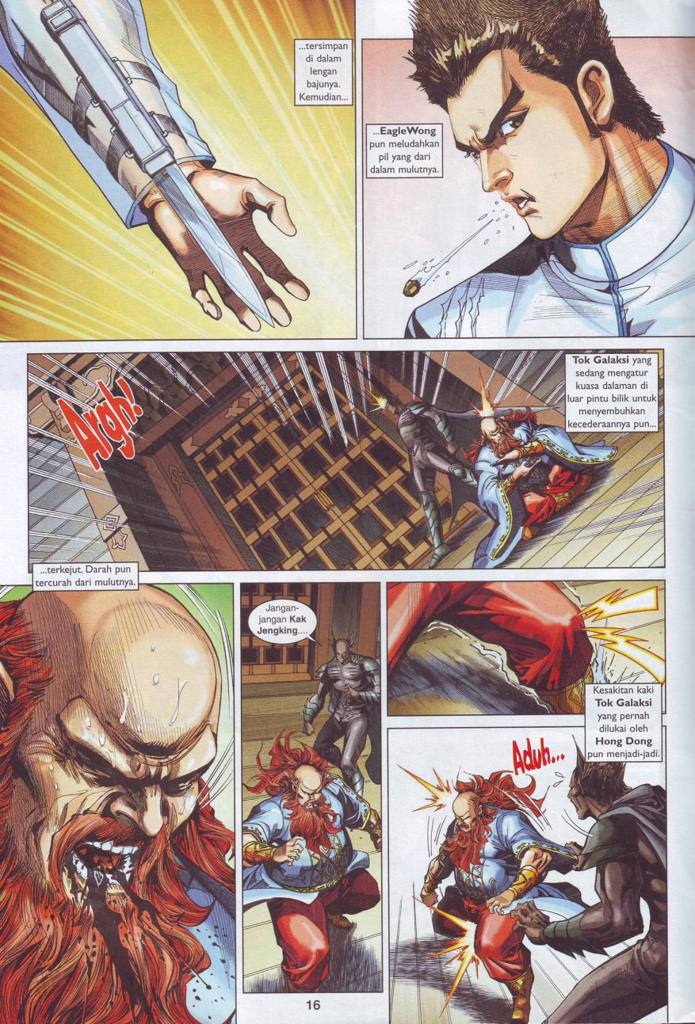 ...tersimpan
di dalam
lengan
bajunya.
Kemudian...
...EagleWong
pun meludahkan
pil yang dari
dalam mulutnya.
Argh!
Tok Galaksi yang
sedang mengatur
kuasa dalaman di
luar pintu bilik untuk
menyembuhkan
kecederaannya pun...
...terkejut. Darah pun
tercurah dari mulutnya.
Jangan-
jangan Kak
Jengking....
Kesakitan kaki
Tok Galaksi
yang pernah
dilukai oleh
Hong Dong
pun menjadi-jadi.
Aduh...
16